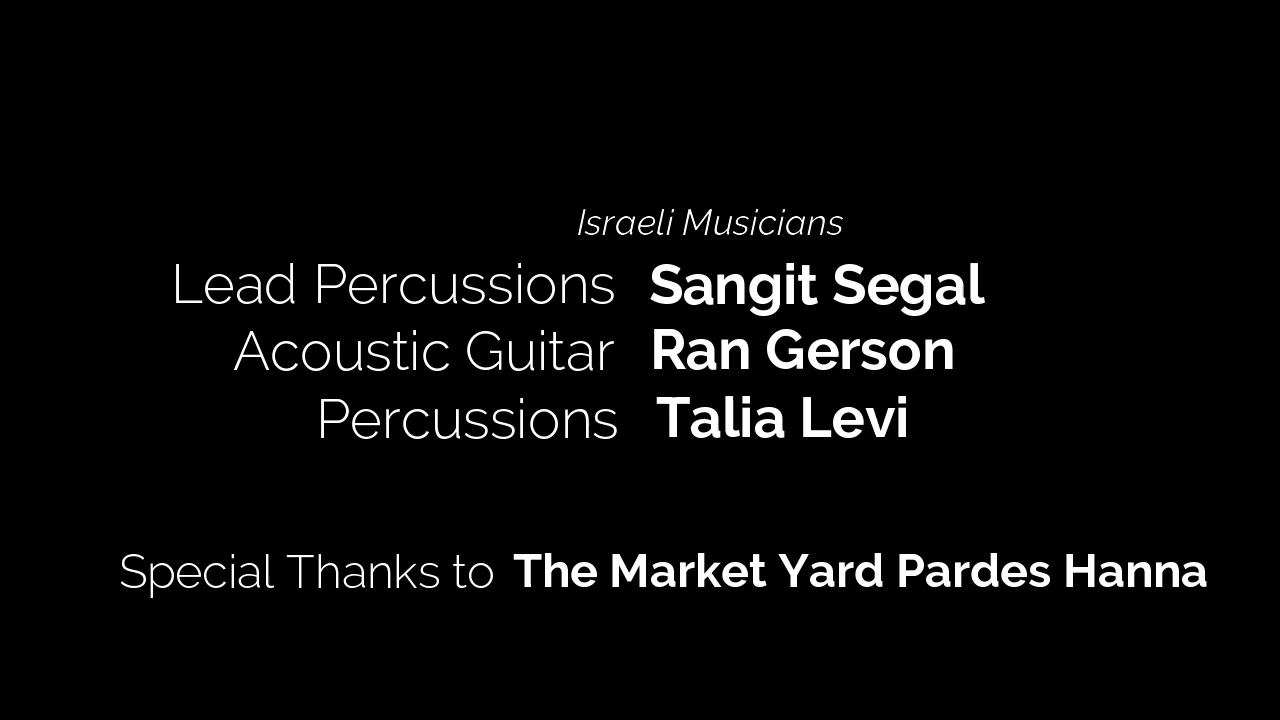 Israeli Musicians
Lead Percussions Sangit Segal
Acoustic Guitar Ran Gerson
Percussions Talia Levi
Special Thanks to The Market Yard Pardes Hanna